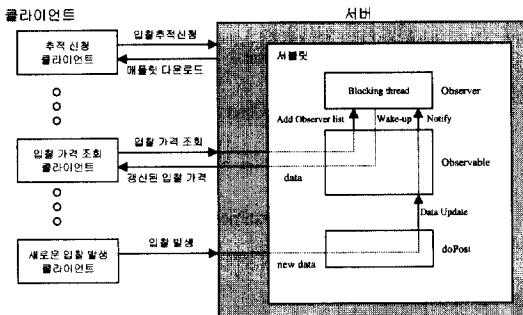 클라이언트
서버
추적 신청
클라이언트
입찰추적신청
애플릿 다운로드
서블릿
Blocking thread
Observer
Add Observer list
Wake-up
Notify
입찰 가격 조회
클라이언트
입찰 가격 조회
갱신된 입찰 가격
data
Observable
Data Update
새로운 입찰 발생
클라이언트
입찰 발생
new data
doPost